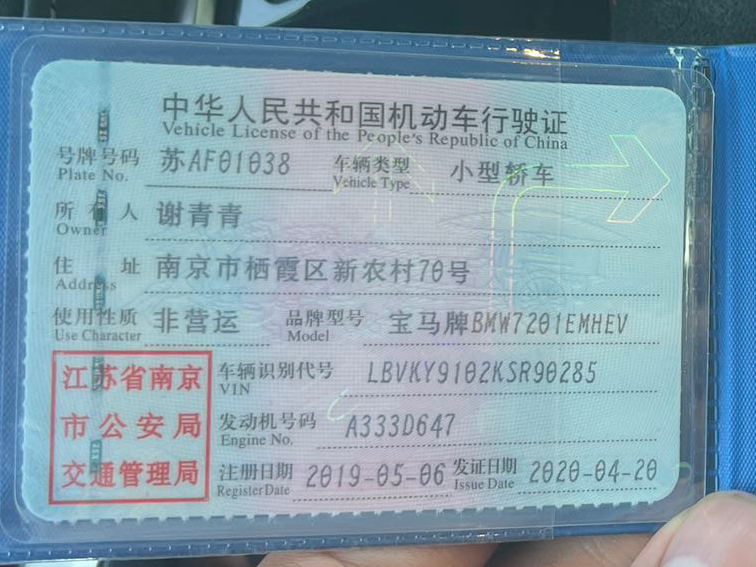 中华人民共和国机动车行驶证
Vehicle License of the People's Republic of China
号牌号码 苏AF01038 车辆类型 小型轿车
Plate No. Vehicle Type
所有人 谢青青
Owner
住址 南京市栖霞区新农村70号
Address
使用性质 非营运 品牌型号 宝马牌BMW7201EMHEV
Use Character Model
江苏省南京 车辆识别代号 LBVKY9102KSR90285
VIN
市公安局 发动机号码 A333D647
Engine No.
交通管理局 注册日期 2019-05-06 发证日期 2020-04-20
Register Date Issue Date